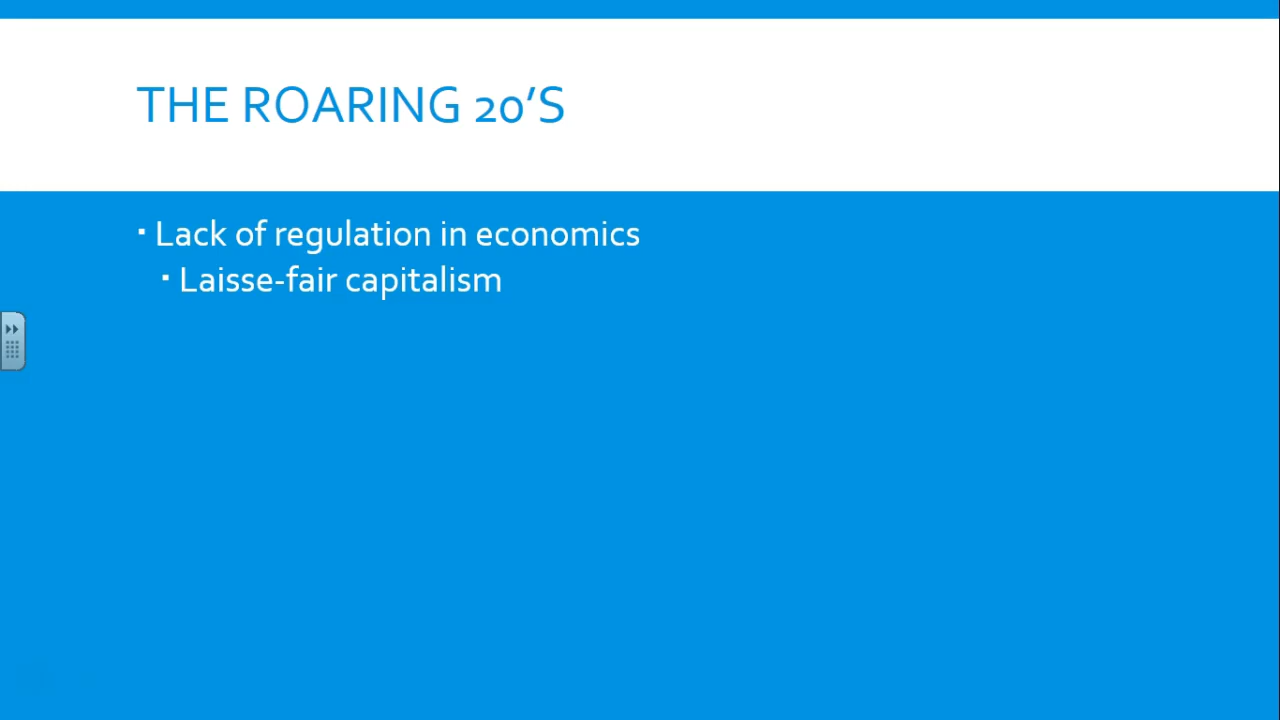 THE ROARING 20'S
Lack of regulation in economics
Laisse-fair capitalism